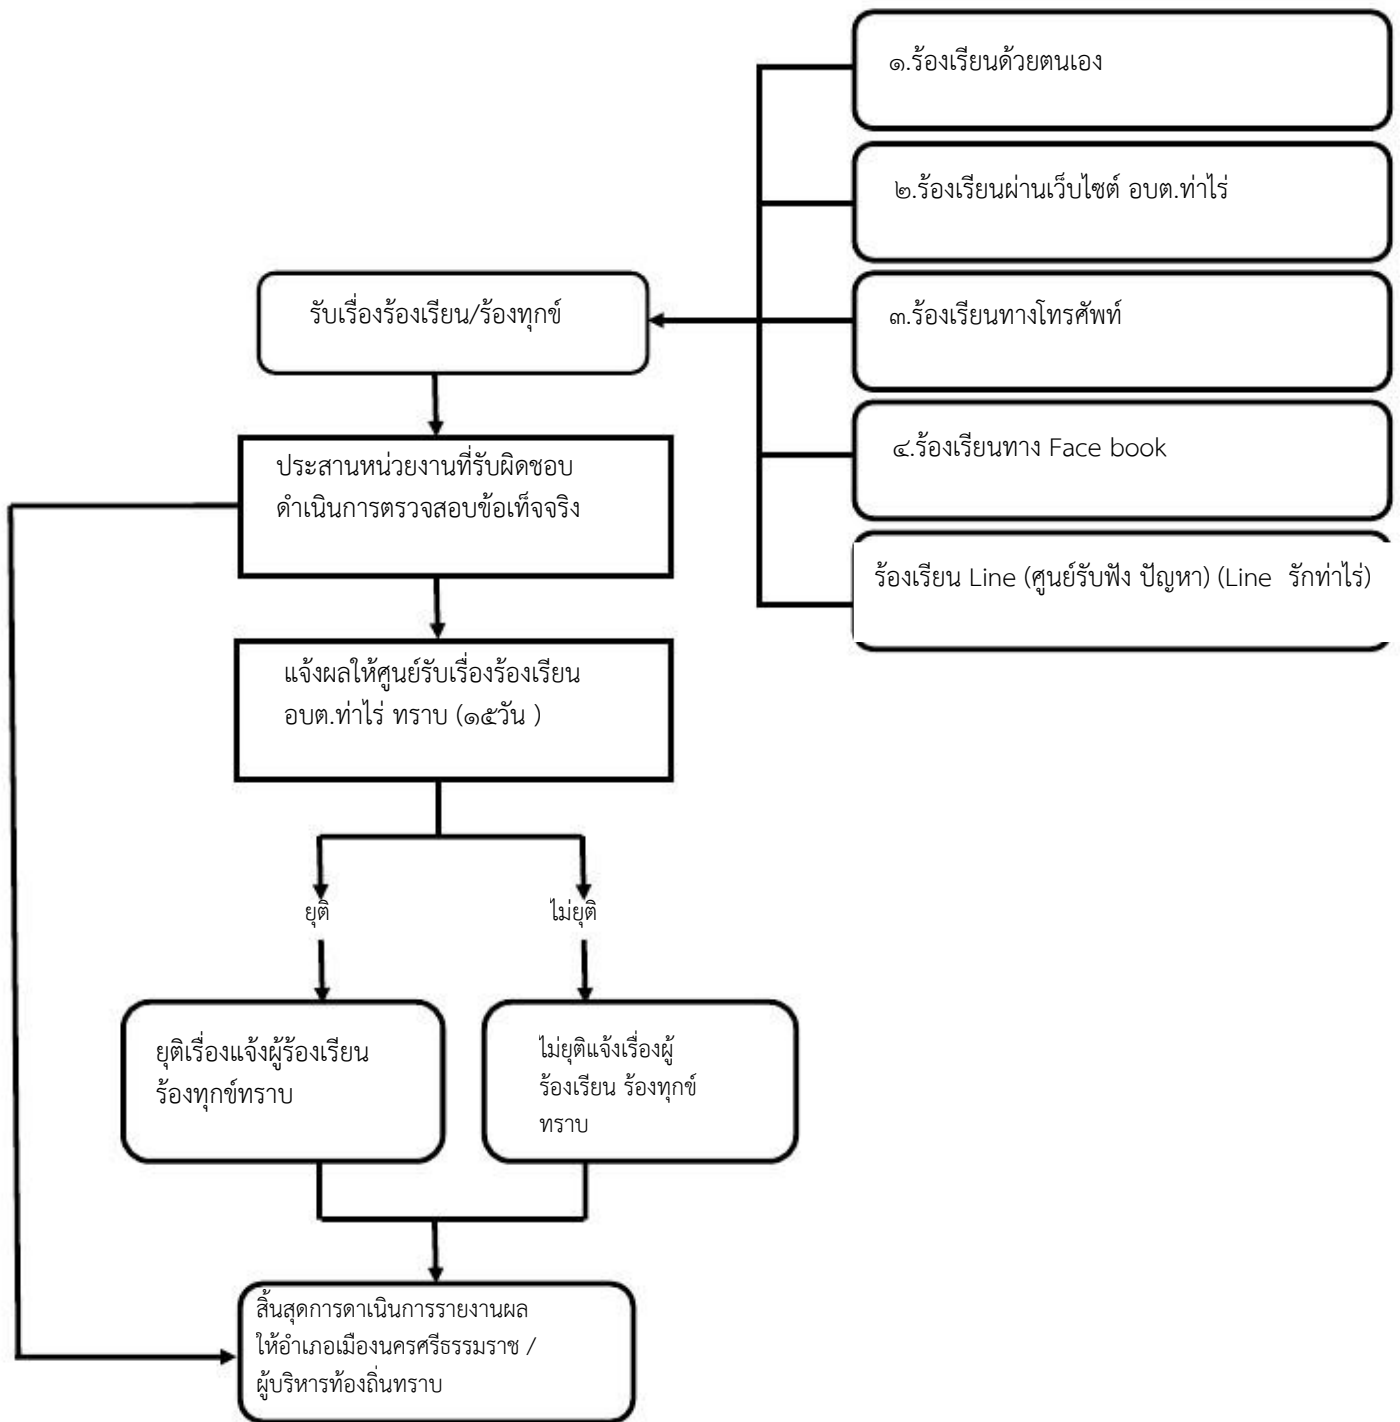 ๑.ร้องเรียนด้วยตนเอง
๒.ร้องเรียนผ่านเว็บไซต์ อบต.ท่าไร่
รับเรื่องร้องเรียน/ร้องทุกข์
๓.ร้องเรียนทางโทรศัพท์
๔.ร้องเรียนทาง Face book
ประสานหน่วยงานที่รับผิดชอบ
ดำเนินการตรวจสอบข้อเท็จจริง
ร้องเรียน Line (ศูนย์รับฟัง ปัญหา) (Line รักท่าไร่)
แจ้งผลให้ศูนย์รับเรื่องร้องเรียน
อบต.ท่าไร่ ทราบ (๑๕วัน )
ยุติ
ไม่ยุติ
ยุติเรื่องแจ้งผู้ร้องเรียน
ร้องทุกข์ทราบ
ไม่ยุติแจ้งเรื่องผู้
ร้องเรียน ร้องทุกข์
ทราบ
สิ้นสุดการดาเนินการรายงานผล
ให้อำเภอเมืองนครศรีธรรมราช /
ผู้บริหารท้องถิ่นทราบ